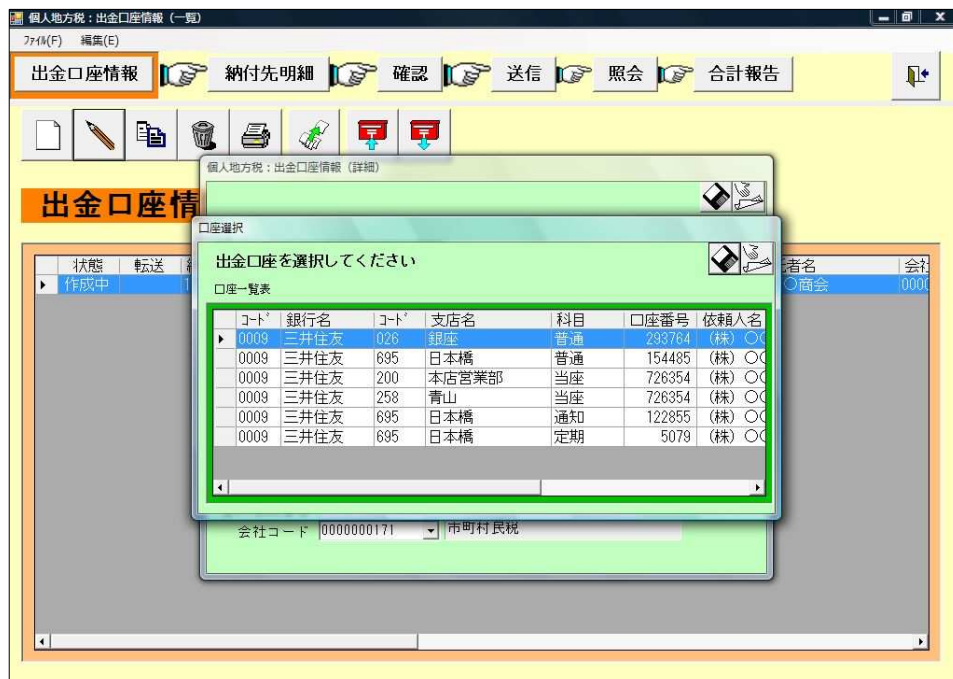 個人地方税：出金口座情報（一覧）
ファイル(F) 編集(E)
出金口座情報 納付先明細 確認 送信 照会 合計報告
個人地方税：出金口座情報（詳細）
出金口座情
口座選択
出金口座を選択してください
口座一覧表
状態 転送 者名 会社
作成中 1 〇商会 0000
ｺｰﾄﾞ 銀行名 ｺｰﾄﾞ 支店名 科目 口座番号 依頼人名
0009 三井住友 026 銀座 普通 293764 (株) 〇〇
0009 三井住友 695 日本橋 普通 154485 (株) 〇〇
0009 三井住友 200 本店営業部 当座 726354 (株) 〇〇
0009 三井住友 258 青山 当座 726354 (株) 〇〇
0009 三井住友 695 日本橋 通知 122855 (株) 〇〇
0009 三井住友 695 日本橋 定期 5079 (株) 〇〇
会社コード 0000000171 市町村民税